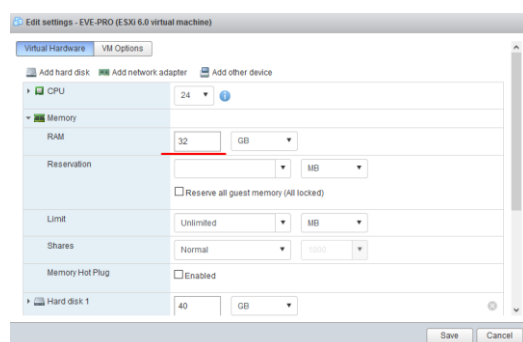 Edit settings - EVE-PRO (ESXi 6.0 virtual machine)
Virtual Hardware VM Options
Add hard disk Add network adapter Add other device
CPU 24
Memory
RAM 32 GB
Reservation MB
Reserve all guest memory (All locked)
Limit Unlimited MB
Shares Normal 1000
Memory Hot Plug Enabled
Hard disk 1 40 GB
Save Cancel